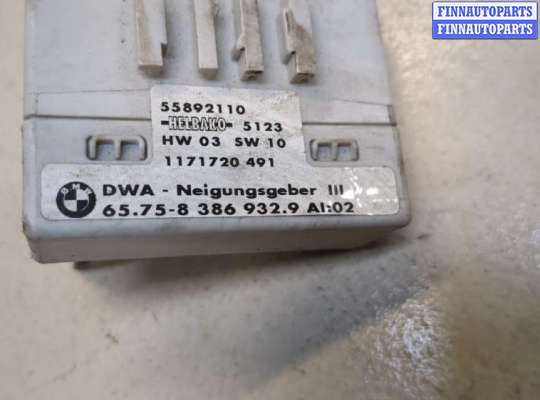 FINNAUTOPARTS
FINNAUTOPARTS
55892110
HELBAKO 5123
HW 03 SW 10
1171720 491
BMW
DWA - Neigungsgeber III
65.75-8 386 932.9 AI:02